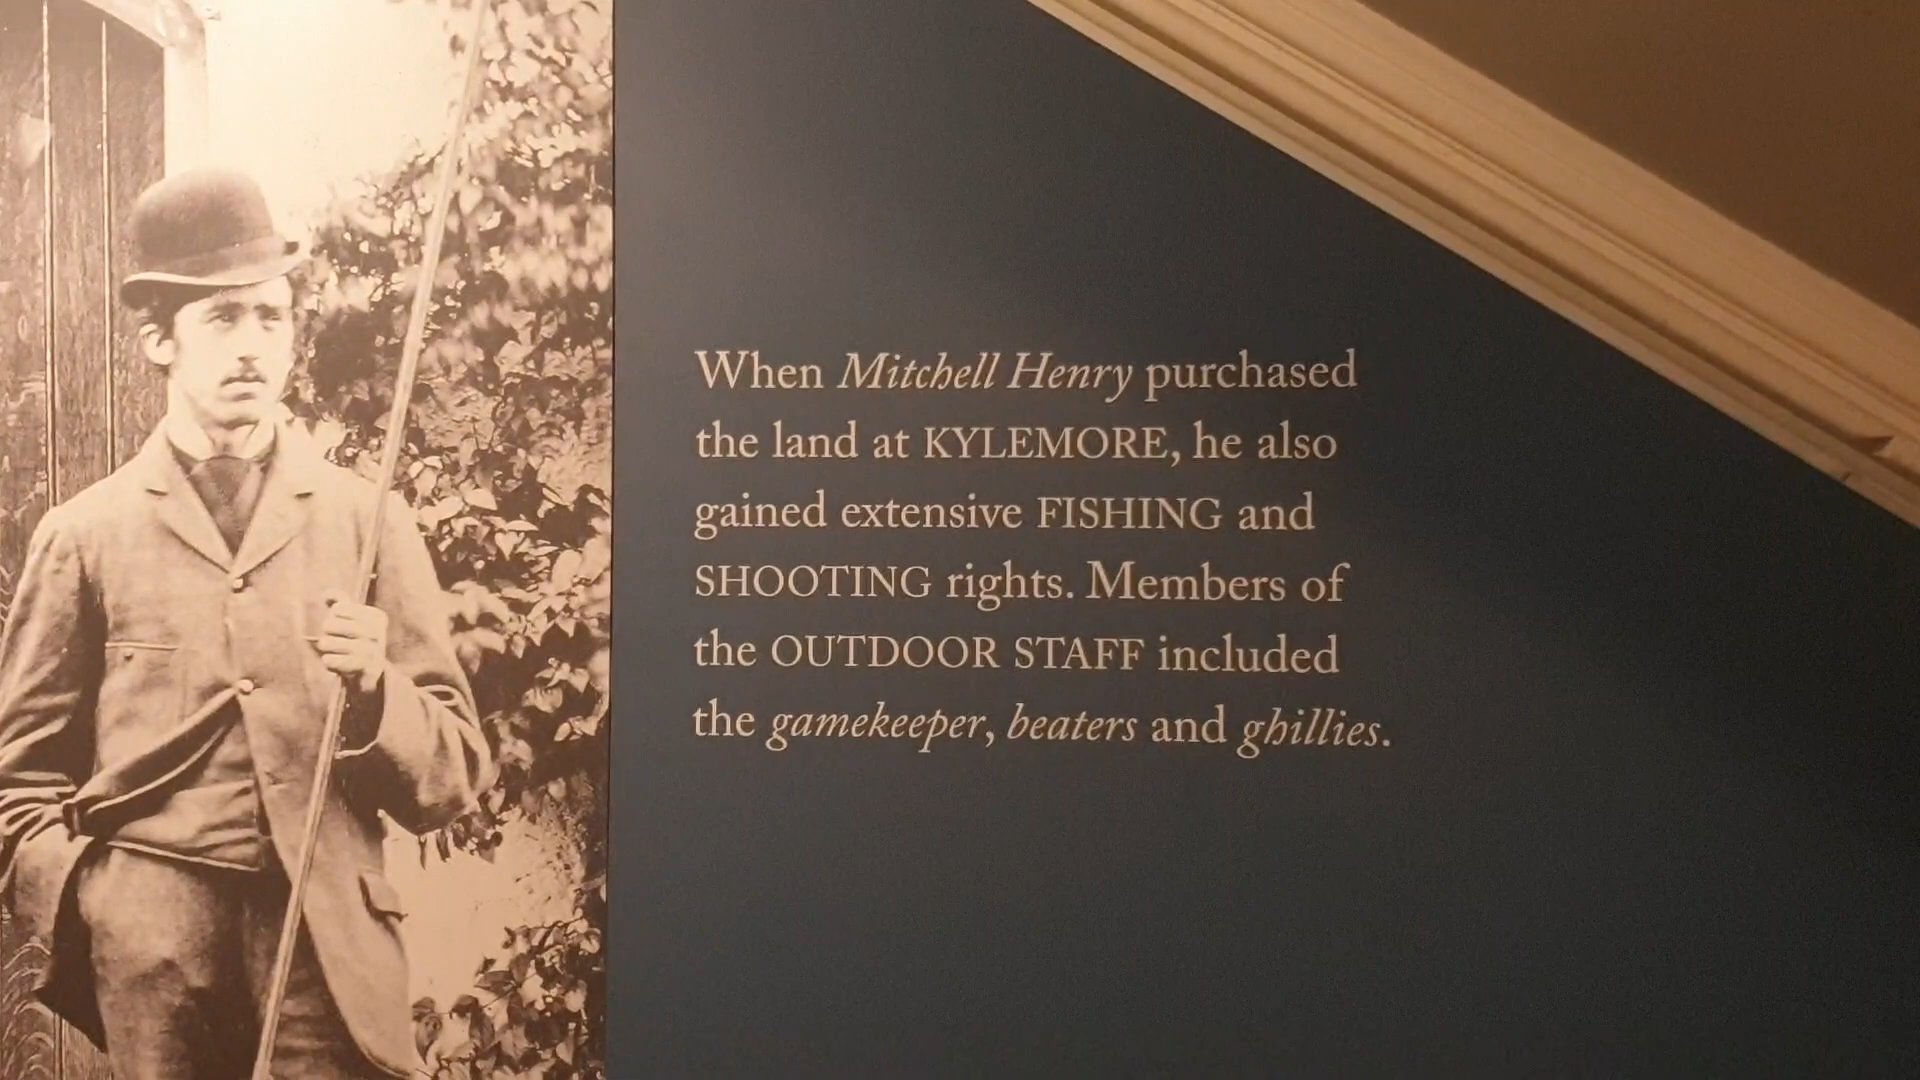 When Mitchell Henry purchased
the land at KYLEMORE, he also
gained extensive FISHING and
SHOOTING rights. Members of
the OUTDOOR STAFF included
the gamekeeper, beaters and ghillies.